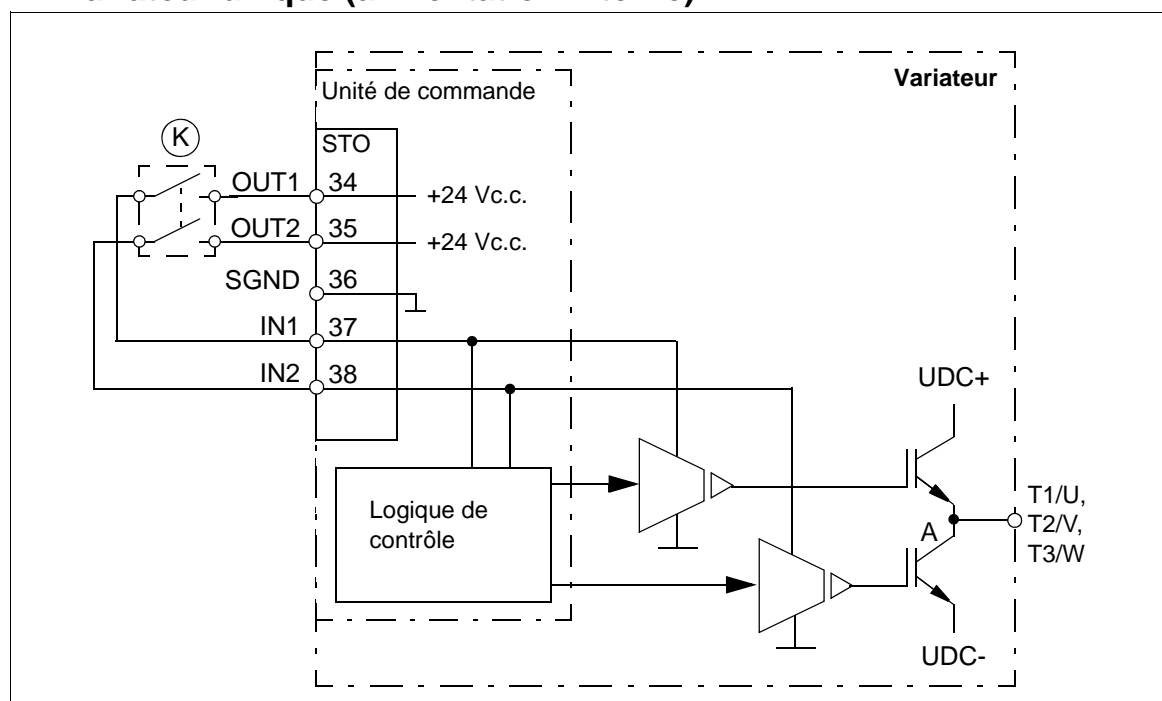 Variateur
Unité de commande
K
STO
OUT1 34 +24 Vc.c.
OUT2 35 +24 Vc.c.
SGND 36
IN1 37
IN2 38
UDC+
Logique de
contrôle
A
T1/U,
T2/V,
T3/W
UDC-